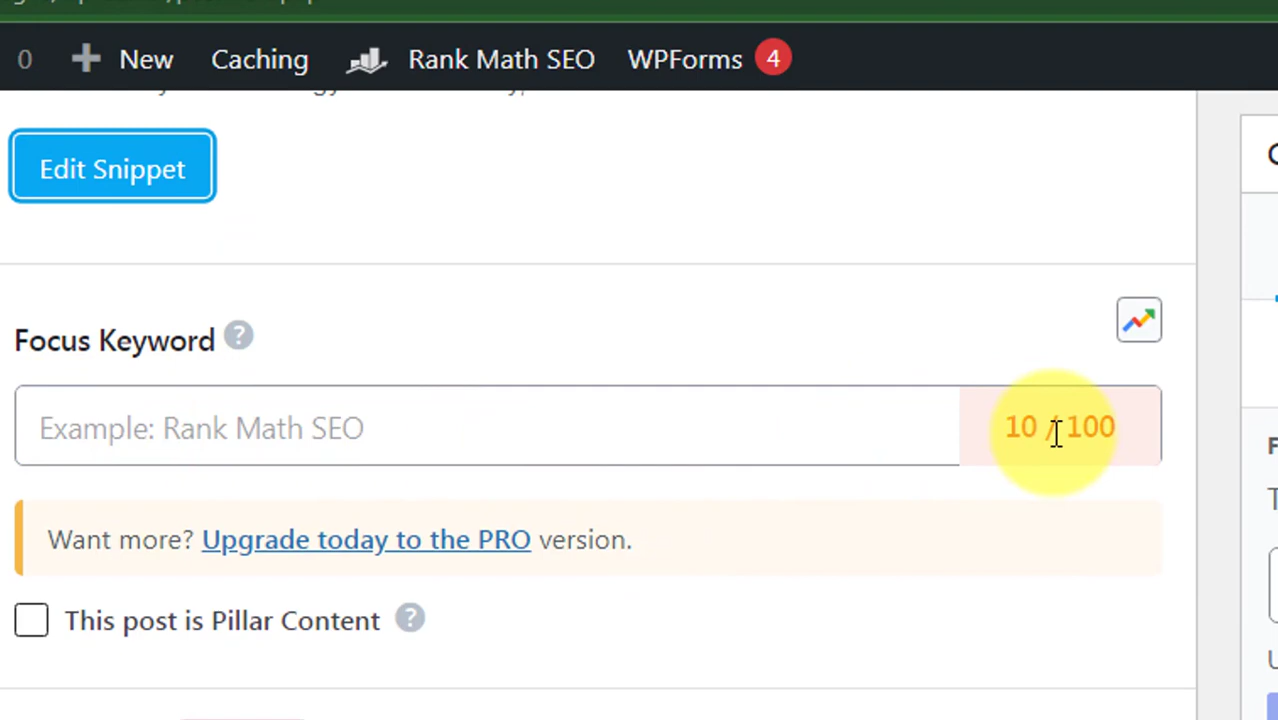 0 New Caching Rank Math SEO WPForms 4
Edit Snippet
Focus Keyword ?
Example: Rank Math SEO 10 / 100
Want more? Upgrade today to the PRO version.
This post is Pillar Content ?